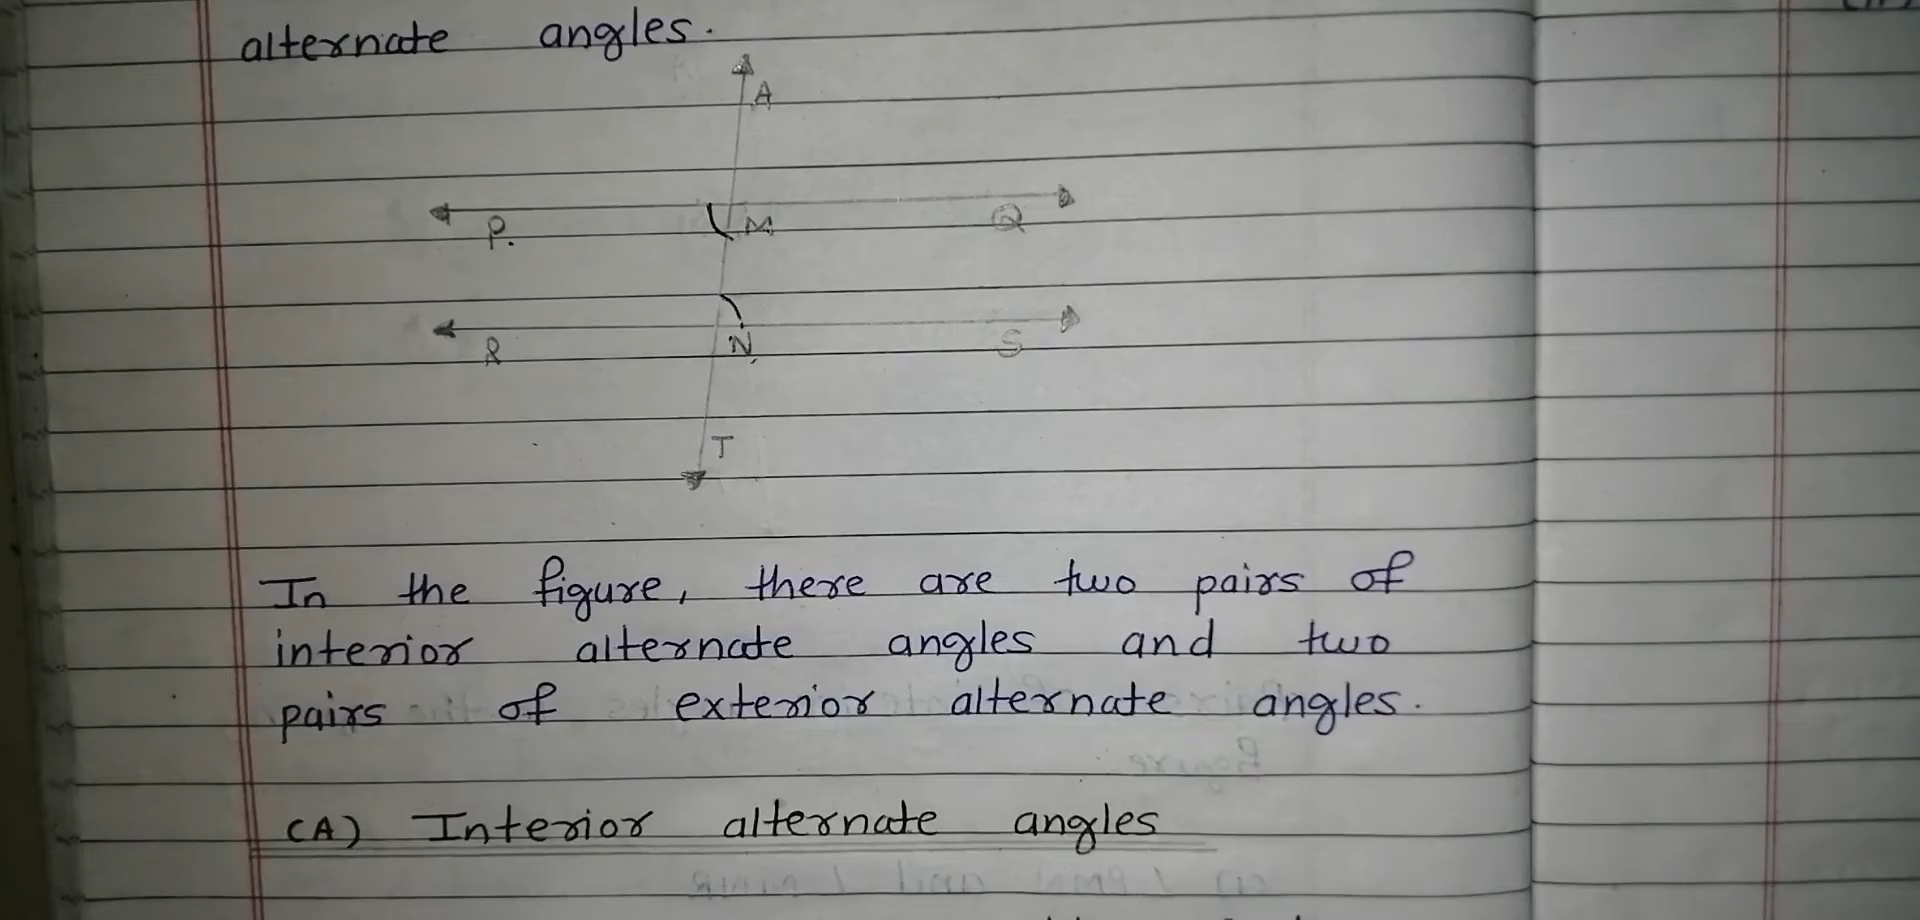 alternate angles.
A
P. M Q
R N S
T
In the figure, there are two pairs of
interior alternate angles and two
pairs of exterior alternate angles.
(A) Interior alternate angles